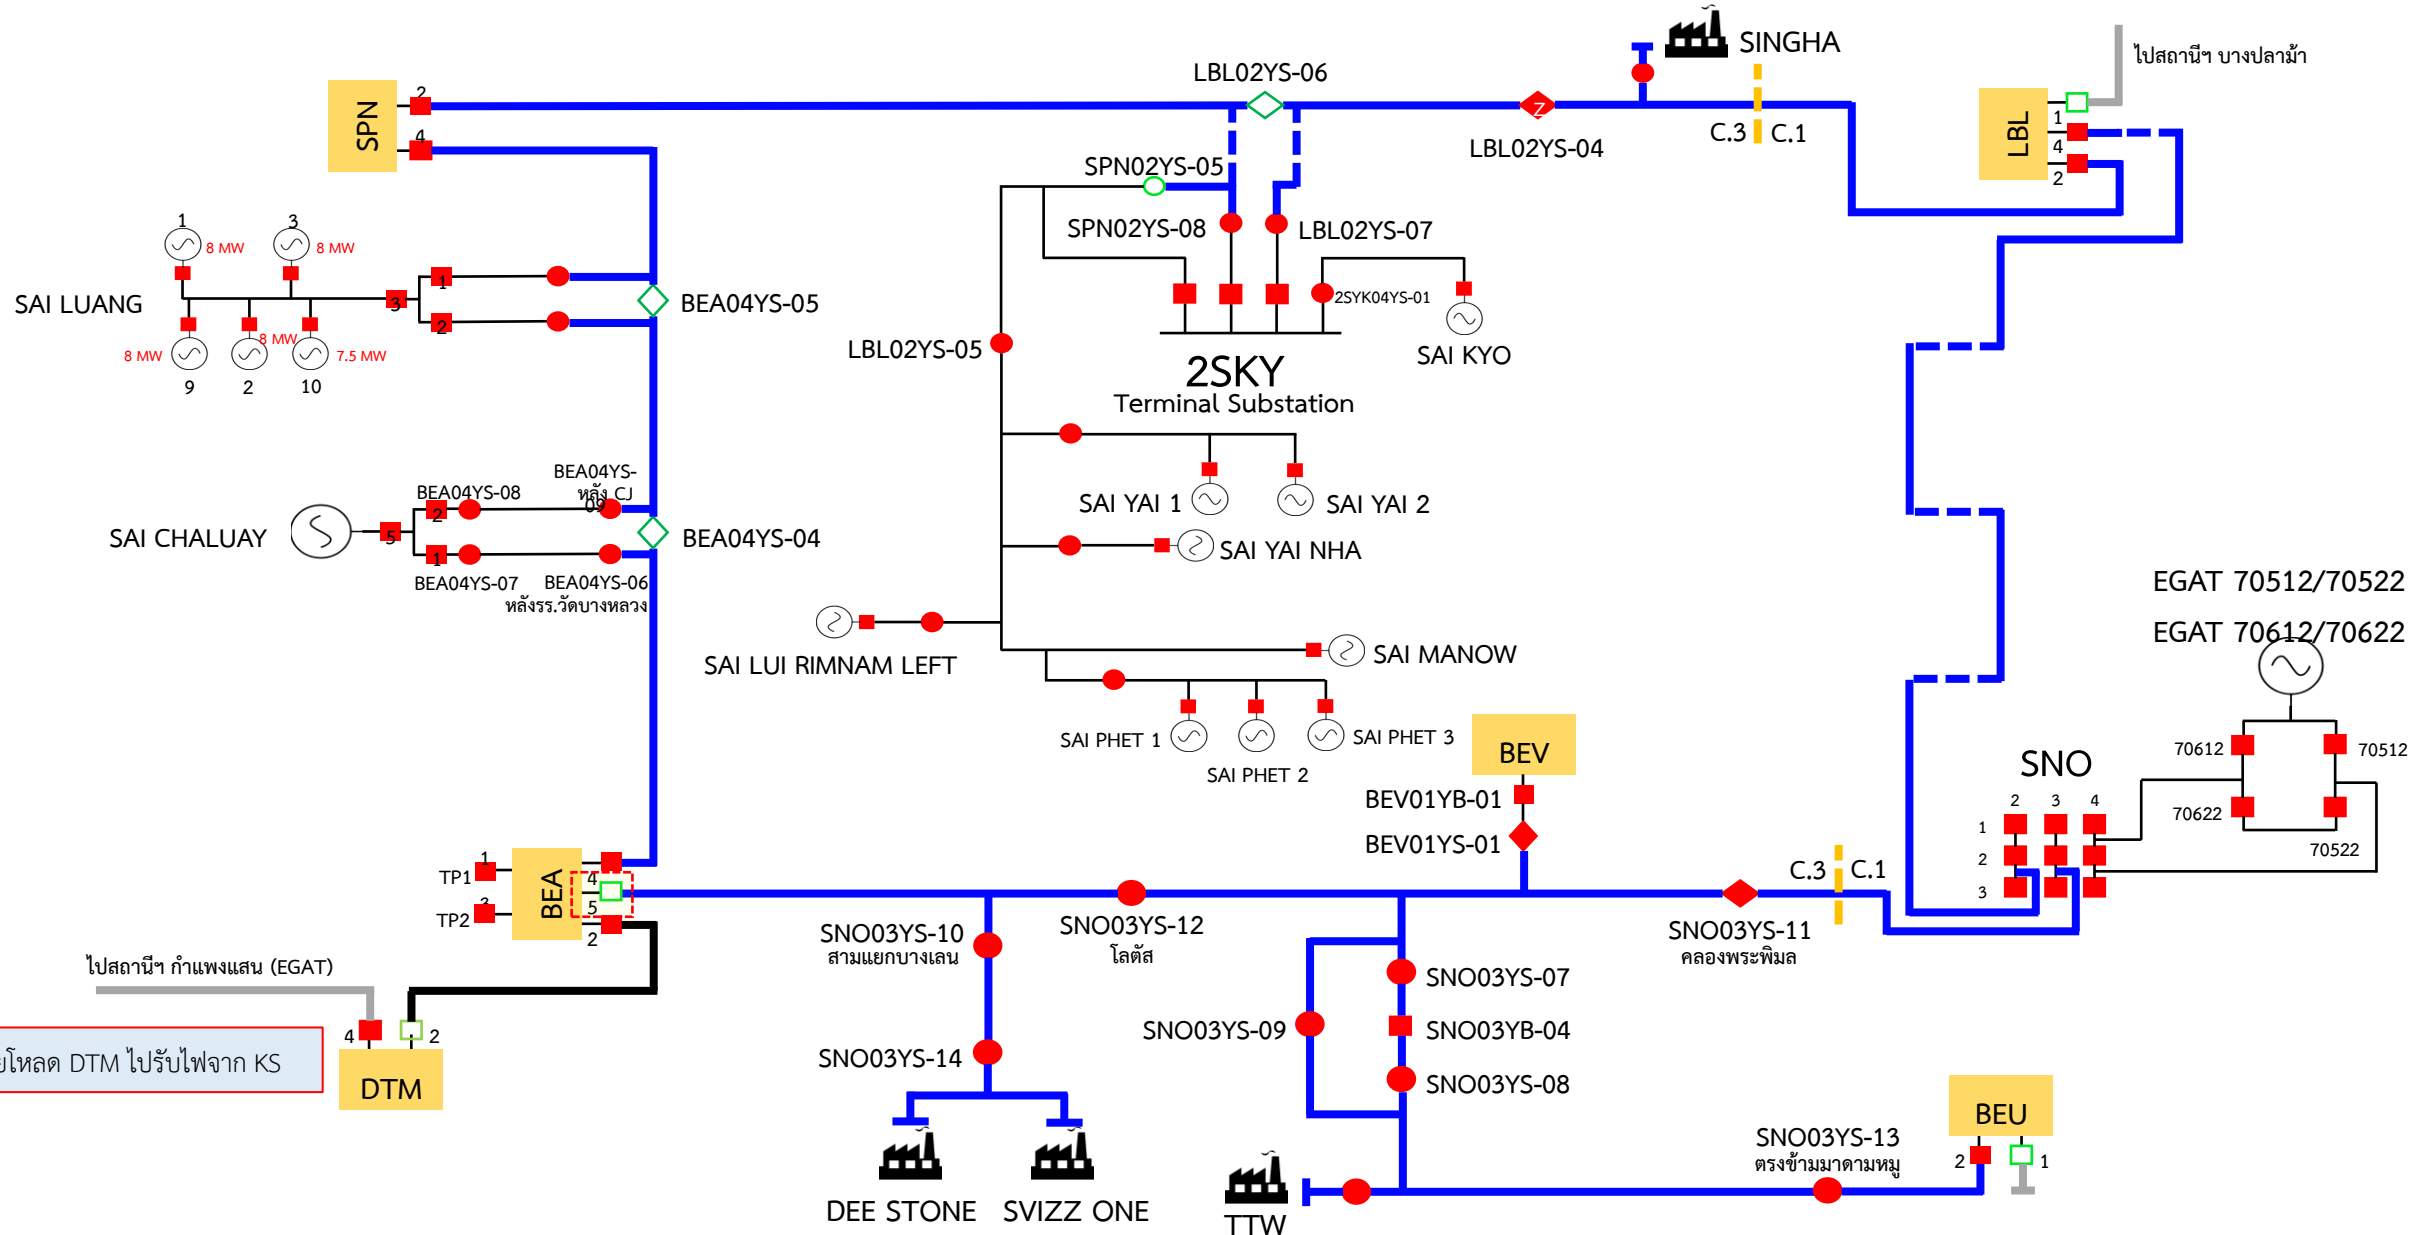 SINGHA
LBL02YS-06
Z
LBL02YS-04
C.3
C.1
ไปสถานีฯ บางปลาม้า
LBL
1
4
2
SPN
2
4
SPN02YS-05
SPN02YS-08
LBL02YS-07
2SYK04YS-01
SAI KYO
2SKY
Terminal Substation
LBL02YS-05
1
8 MW
3
8 MW
SAI LUANG
3
1
2
BEA04YS-05
8 MW
8 MW
7.5 MW
9
2
10
BEA04YS-
09
หลัง CJ
BEA04YS-08
SAI CHALUAY
5
2
1
BEA04YS-04
BEA04YS-07
BEA04YS-06
หลังรร.วัดบางหลวง
SAI YAI 1
SAI YAI 2
SAI YAI NHA
SAI LUI RIMNAM LEFT
SAI MANOW
SAI PHET 1
SAI PHET 2
SAI PHET 3
EGAT 70512/70522
EGAT 70612/70622
70612
70512
70622
70522
SNO
2
3
4
1
2
3
BEV
BEV01YB-01
BEV01YS-01
C.3
C.1
TP1
1
TP2
3
BEA
4
5
2
SNO03YS-10
สามแยกบางเลน
SNO03YS-12
โลตัส
SNO03YS-11
คลองพระพิมล
ไปสถานีฯ กำแพงแสน (EGAT)
SNO03YS-07
SNO03YS-09
SNO03YB-04
SNO03YS-14
SNO03YS-08
4
2
DTM
โหลด DTM ไปรับไฟจาก KS
DEE STONE
SVIZZ ONE
TTW
SNO03YS-13
ตรงข้ามมาดามหมู
BEU
2
1